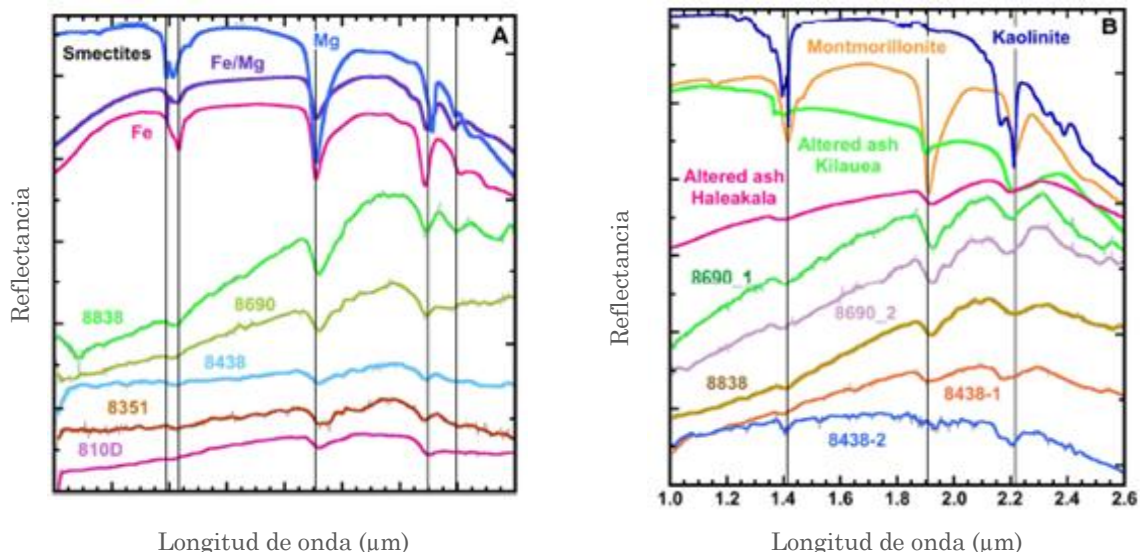 A
Smectites
Mg
Fe/Mg
Fe
8838
8690
8438
8351
810D
Reflectancia
Longitud de onda (µm)
B
Kaolinite
Montmorillonite
Altered ash
Kilauea
Altered ash
Haleakala
8690_1
8690_2
8838
8438-1
8438-2
Reflectancia
1.0 1.2 1.4 1.6 1.8 2.0 2.2 2.4 2.6
Longitud de onda (µm)